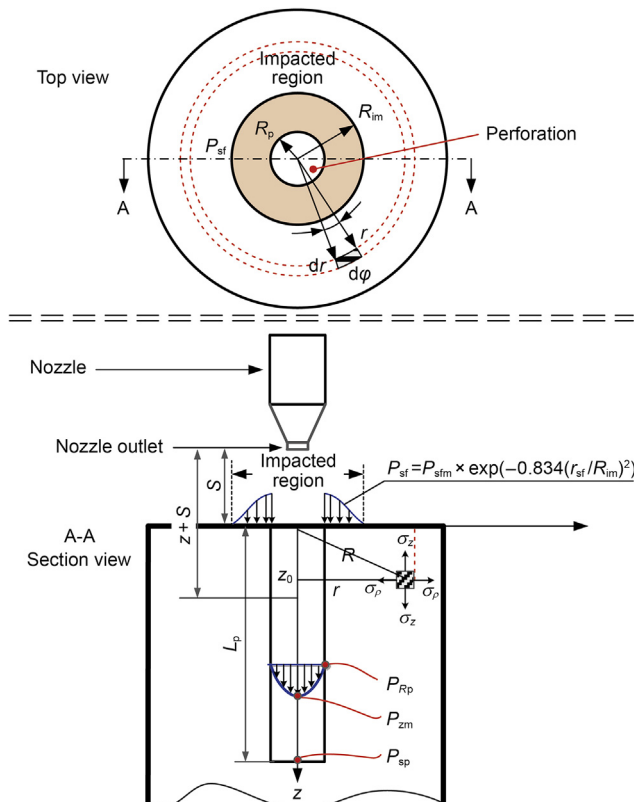 Top view
Impacted
region
R_p
R_im
P_sf
Perforation
A
A
r
dr
dφ
Nozzle
Nozzle outlet
Impacted
region
P_sf=P_sfm × exp(−0.834(r_sf/R_im)²)
S
z + S
A-A
Section view
R
σ_z
z_0
r
σ_ρ
σ_ρ
σ_z
L_p
P_Rp
P_zm
P_sp
z